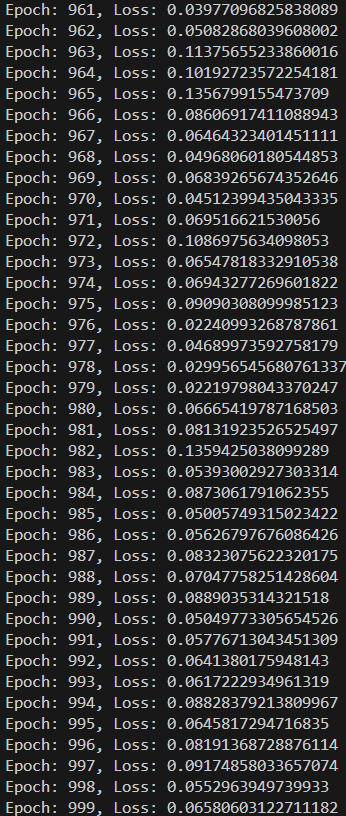 Epoch: 961, Loss: 0.03977096825838089
Epoch: 962, Loss: 0.05082868039608002
Epoch: 963, Loss: 0.11375655233860016
Epoch: 964, Loss: 0.10192723572254181
Epoch: 965, Loss: 0.1356799155473709
Epoch: 966, Loss: 0.08606917411088943
Epoch: 967, Loss: 0.06464323401451111
Epoch: 968, Loss: 0.04968060180544853
Epoch: 969, Loss: 0.06839265674352646
Epoch: 970, Loss: 0.04512399435043335
Epoch: 971, Loss: 0.069516621530056
Epoch: 972, Loss: 0.1086975634098053
Epoch: 973, Loss: 0.06547818332910538
Epoch: 974, Loss: 0.06943277269601822
Epoch: 975, Loss: 0.09090308099985123
Epoch: 976, Loss: 0.02240993268787861
Epoch: 977, Loss: 0.04689973592758179
Epoch: 978, Loss: 0.029956545680761337
Epoch: 979, Loss: 0.02219798043370247
Epoch: 980, Loss: 0.06665419787168503
Epoch: 981, Loss: 0.08131923526525497
Epoch: 982, Loss: 0.1359425038099289
Epoch: 983, Loss: 0.05393002927303314
Epoch: 984, Loss: 0.0873061791062355
Epoch: 985, Loss: 0.05005749315023422
Epoch: 986, Loss: 0.05626797676086426
Epoch: 987, Loss: 0.08323075622320175
Epoch: 988, Loss: 0.07047758251428604
Epoch: 989, Loss: 0.0889035314321518
Epoch: 990, Loss: 0.05049773305654526
Epoch: 991, Loss: 0.05776713043451309
Epoch: 992, Loss: 0.0641380175948143
Epoch: 993, Loss: 0.0617222934961319
Epoch: 994, Loss: 0.08828379213809967
Epoch: 995, Loss: 0.0645817294716835
Epoch: 996, Loss: 0.08191368728876114
Epoch: 997, Loss: 0.09174858033657074
Epoch: 998, Loss: 0.0552963949739933
Epoch: 999, Loss: 0.06580603122711182